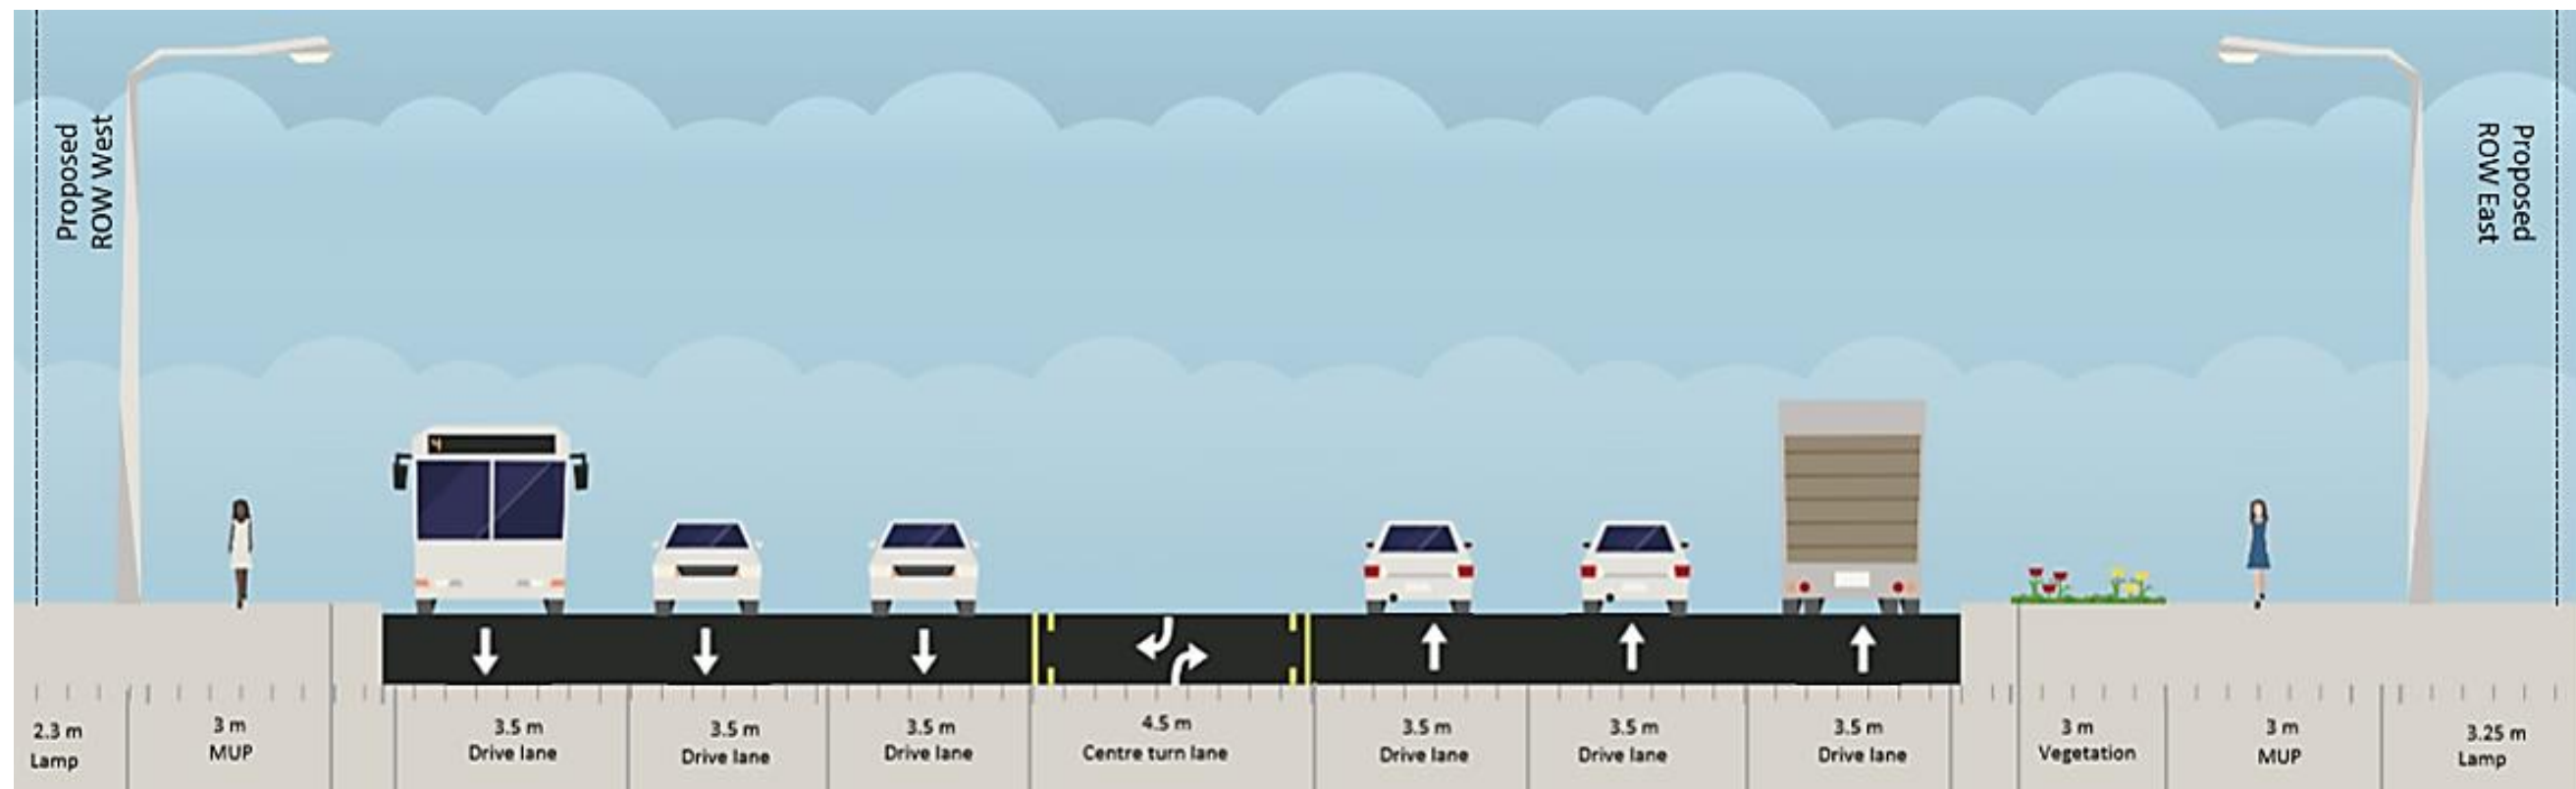 Proposed
ROW West
Proposed
ROW East
4
2.3 m
Lamp
3 m
MUP
3.5 m
Drive lane
3.5 m
Drive lane
3.5 m
Drive lane
4.5 m
Centre turn lane
3.5 m
Drive lane
3.5 m
Drive lane
3.5 m
Drive lane
3 m
Vegetation
3 m
MUP
3.25 m
Lamp